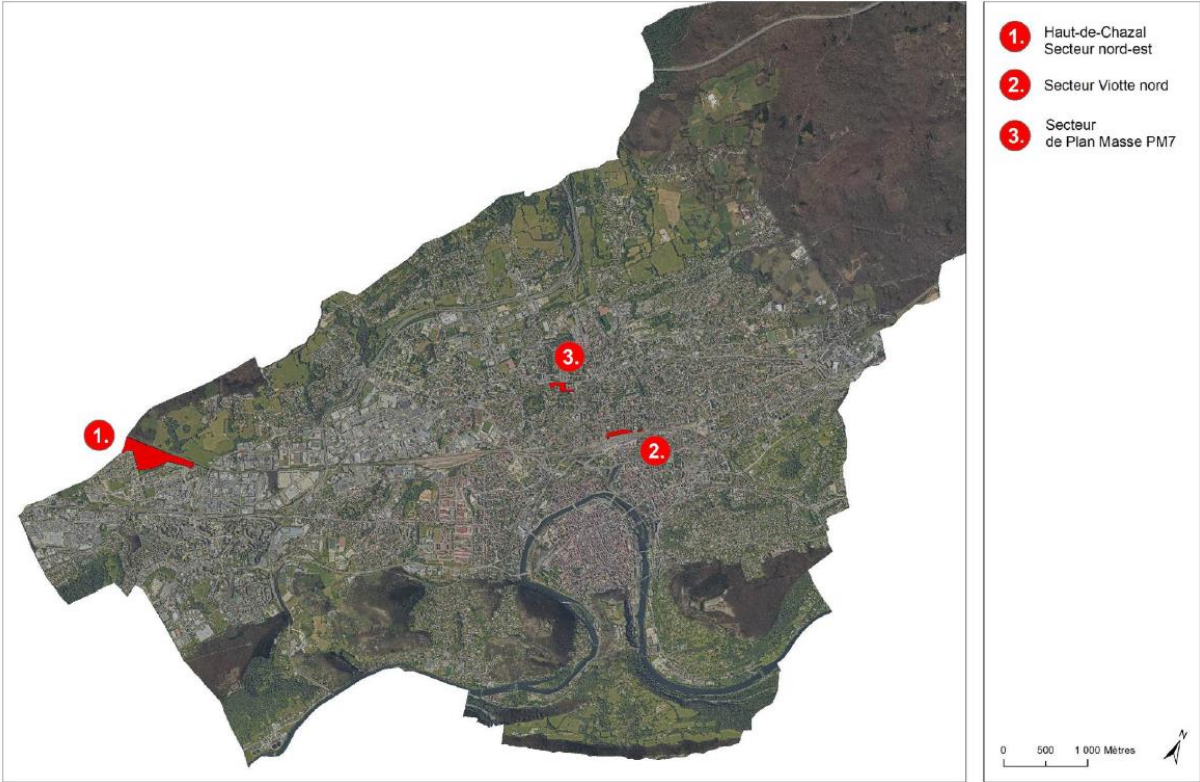 1.
2.
3.
1.
Haut-de-Chazal
Secteur nord-est
2.
Secteur Viotte nord
3.
Secteur
de Plan Masse PM7
0 500 1 000 Mètres
N